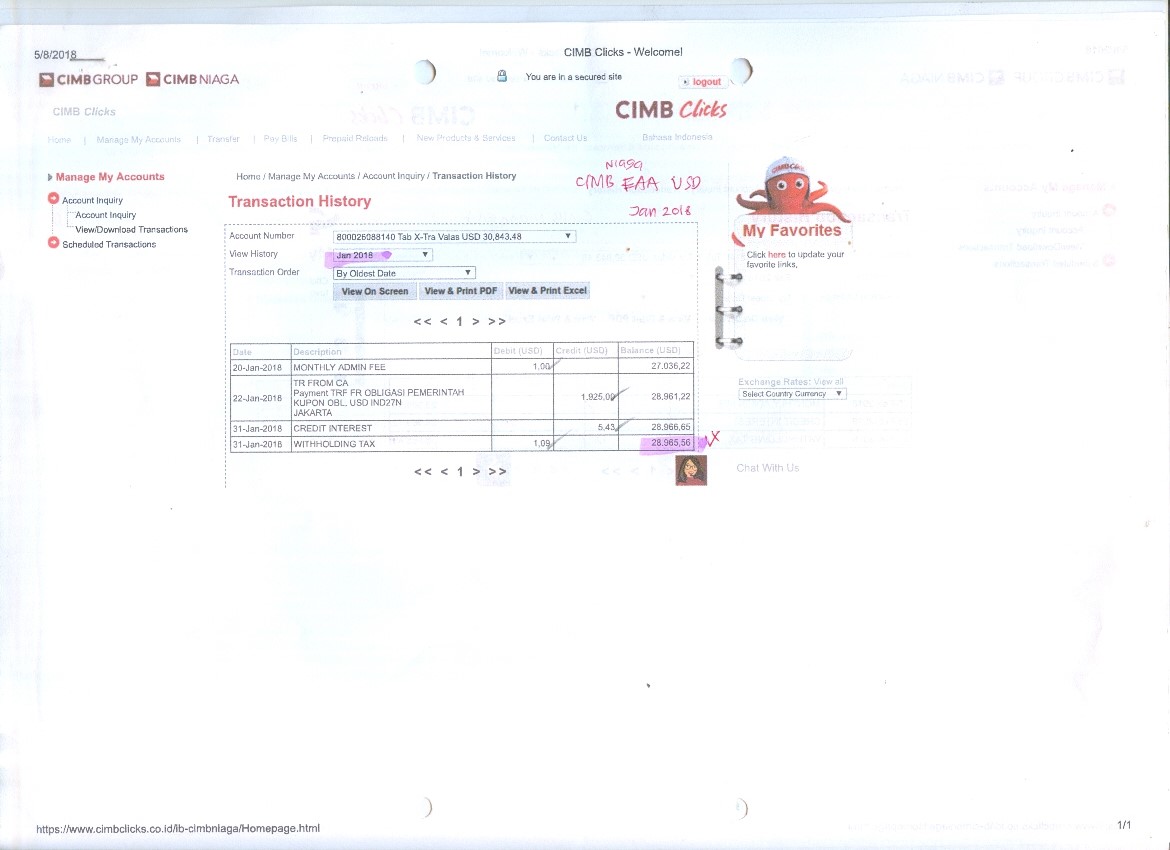 5/8/2018
CIMB Clicks - Welcome!
CIMBGROUP CIMBNIAGA
You are in a secured site
logout
CIMB Clicks
CIMB Clicks
Home | Manage My Accounts | Transfer | Pay Bills | Prepaid Reloads | New Products & Services | Contact Us
Bahasa Indonesia
Manage My Accounts
Account Inquiry
Account Inquiry
View/Download Transactions
Scheduled Transactions
Home / Manage My Accounts / Account Inquiry / Transaction History
Niaga
CIMB EAA USD
Jan 2018
Transaction History
Account Number 800026088140 Tab X-Tra Valas USD 30,843.48
View History Jan 2018
Transaction Order By Oldest Date
View On Screen View & Print PDF View & Print Excel
<< < 1 > >>
Date Description Debit (USD) Credit (USD) Balance (USD)
20-Jan-2018 MONTHLY ADMIN FEE 1,00 27.036,22
22-Jan-2018 TR FROM CA
Payment TRF FR OBLIGASI PEMERINTAH
KUPON OBL. USD IND27N
JAKARTA 1.925,00 28.961,22
31-Jan-2018 CREDIT INTEREST 5,43 28.966,65
31-Jan-2018 WITHHOLDING TAX 1,09 28.965,56
<< < 1 > >>
My Favorites
Click here to update your
favorite links.
Exchange Rates: View all
Select Country Currency
Chat With Us
https://www.cimbclicks.co.id/ib-cimbniaga/Homepage.html
1/1